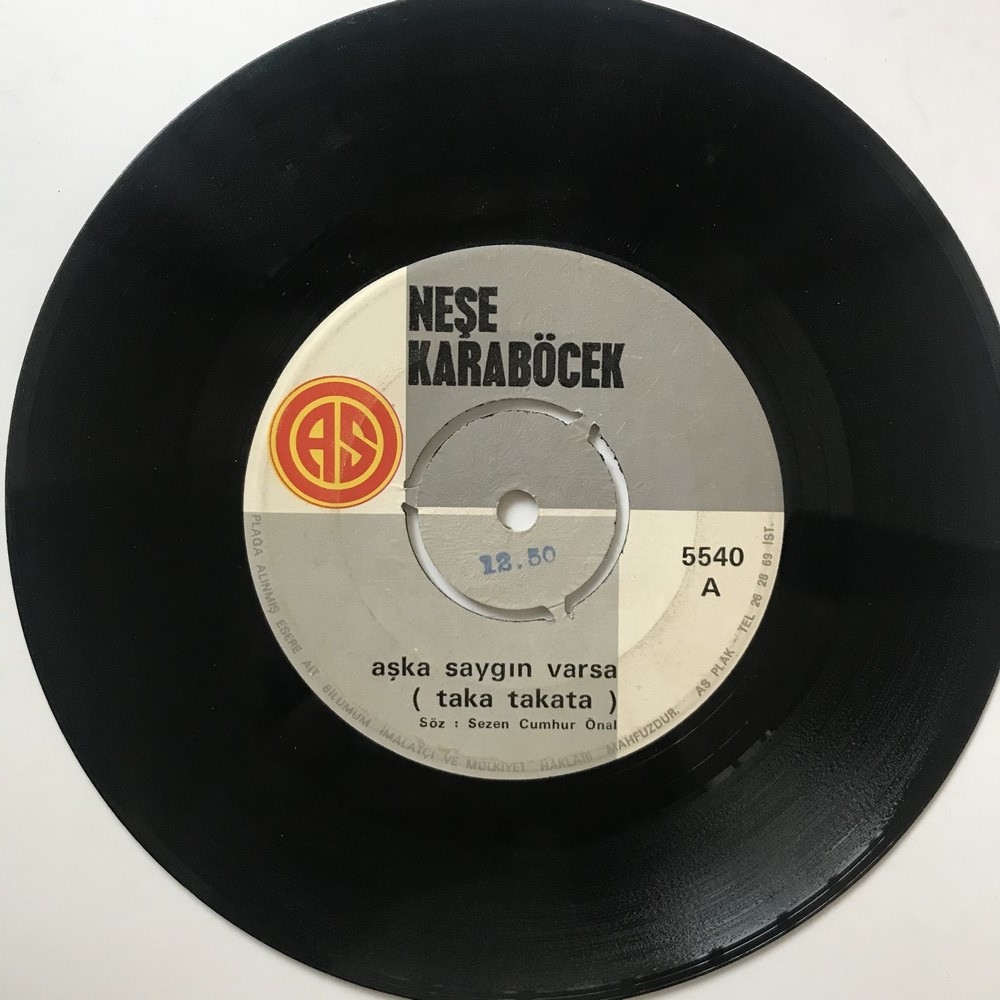 NEŞE
KARABÖCEK
AS
12.50
5540
A
aşka saygın varsa
( taka takata )
Söz : Sezen Cumhur Önal
PLAĞA ALINMIŞ ESERE AİT BİLUMUM İMALATÇI VE MÜLKİYET HAKLARI MAHFUZDUR. AS PLAK - TEL 26 28 69 İST.